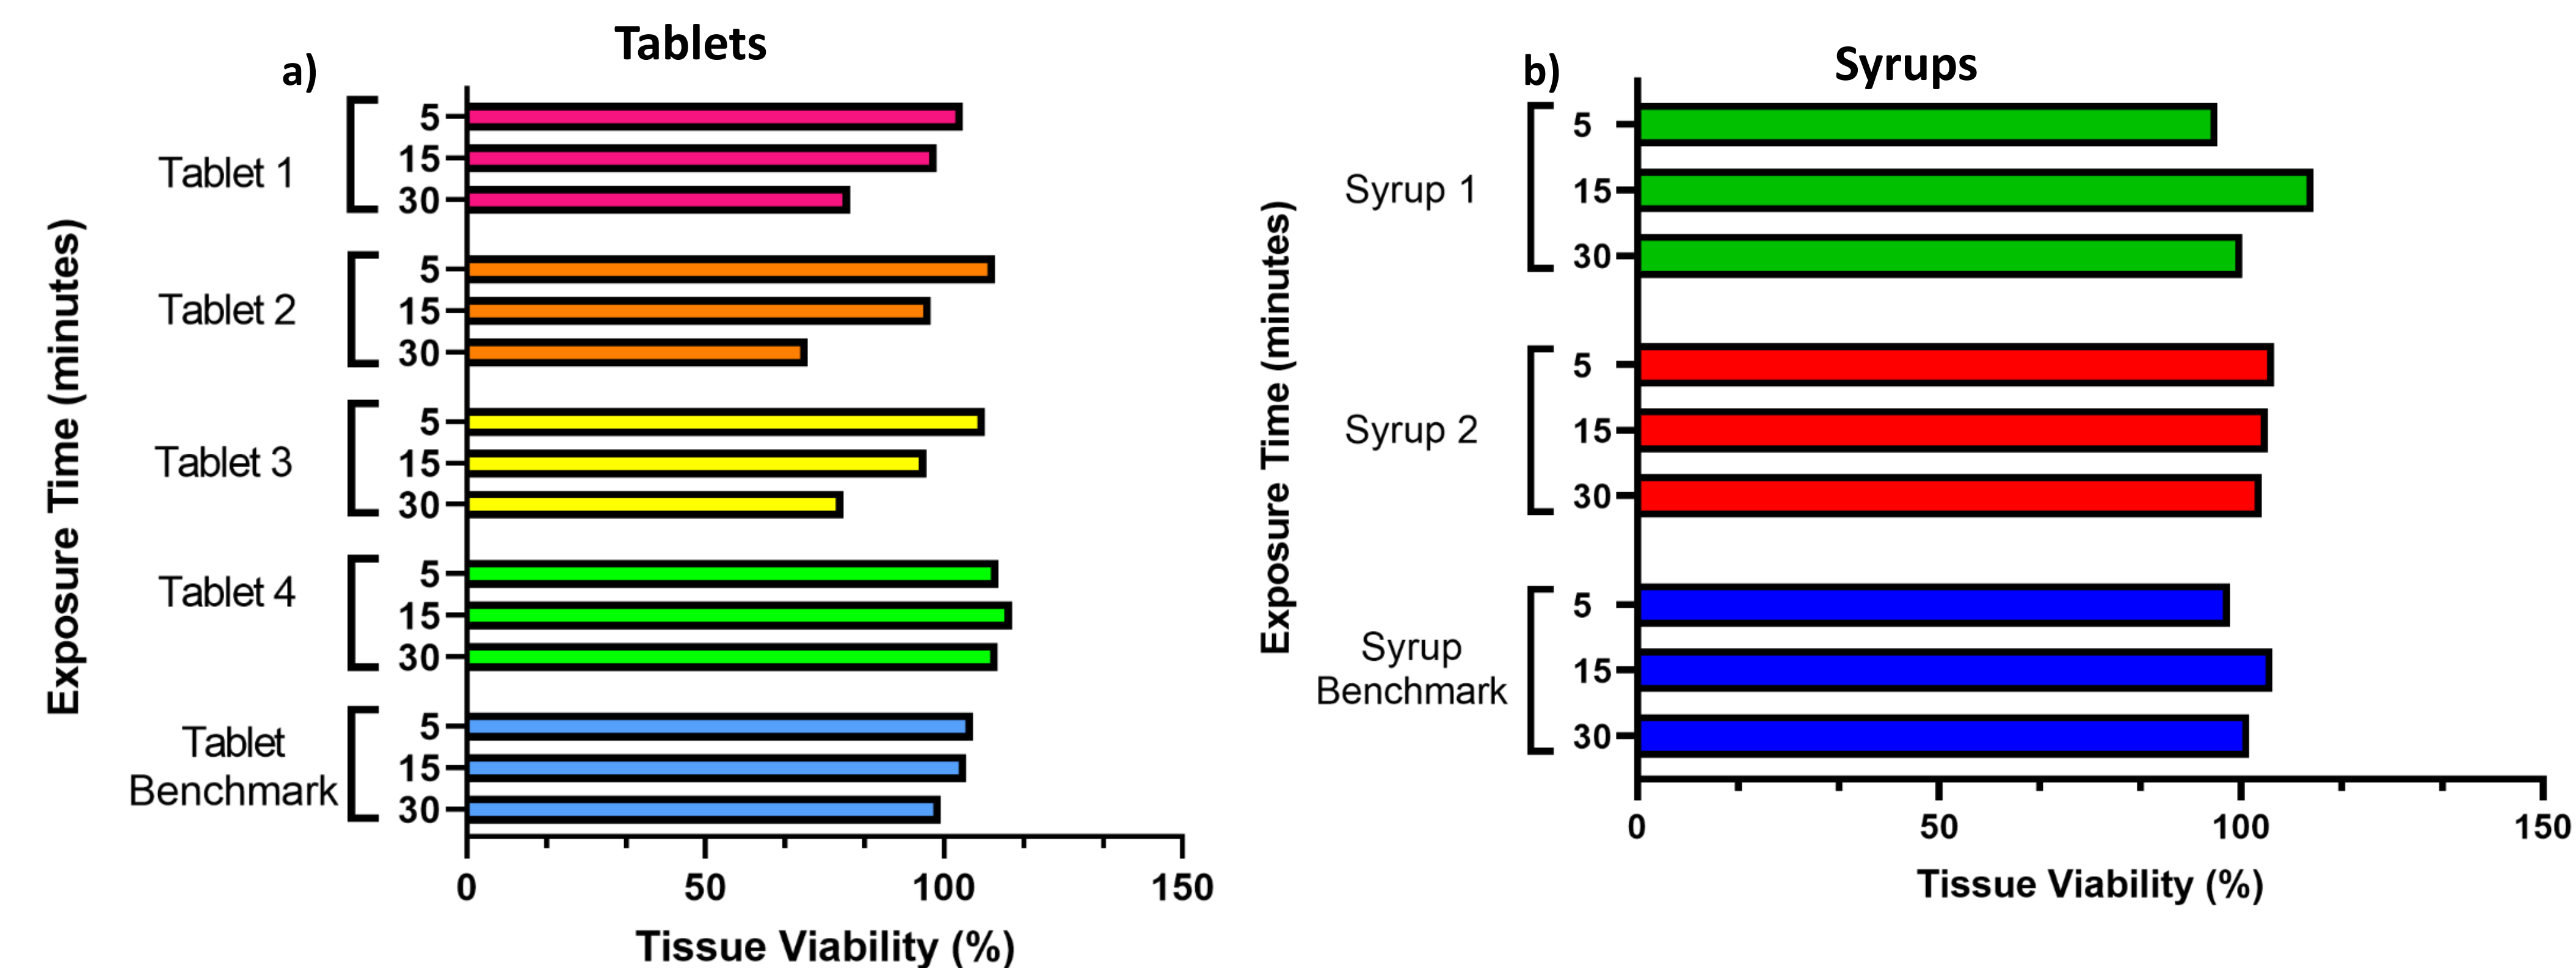 a)
Tablets
Exposure Time (minutes)
Tablet 1
5
15
30
Tablet 2
5
15
30
Tablet 3
5
15
30
Tablet 4
5
15
30
Tablet
Benchmark
5
15
30
0 50 100 150
Tissue Viability (%)
b)
Syrups
Exposure Time (minutes)
Syrup 1
5
15
30
Syrup 2
5
15
30
Syrup
Benchmark
5
15
30
0 50 100 150
Tissue Viability (%)